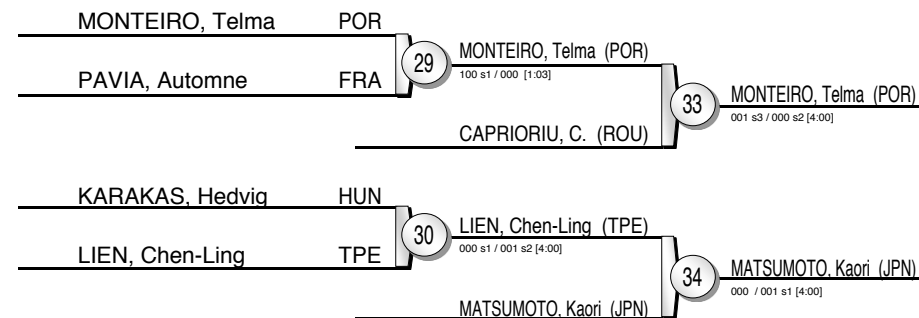 MONTEIRO, Telma POR
PAVIA, Automne FRA
29
MONTEIRO, Telma (POR)
100 s1 / 000 [1:03]
CAPRIORIU, C. (ROU)
33
MONTEIRO, Telma (POR)
001 s3 / 000 s2 [4:00]
KARAKAS, Hedvig HUN
LIEN, Chen-Ling TPE
30
LIEN, Chen-Ling (TPE)
000 s1 / 001 s2 [4:00]
MATSUMOTO, Kaori (JPN)
34
MATSUMOTO, Kaori (JPN)
000 / 001 s1 [4:00]